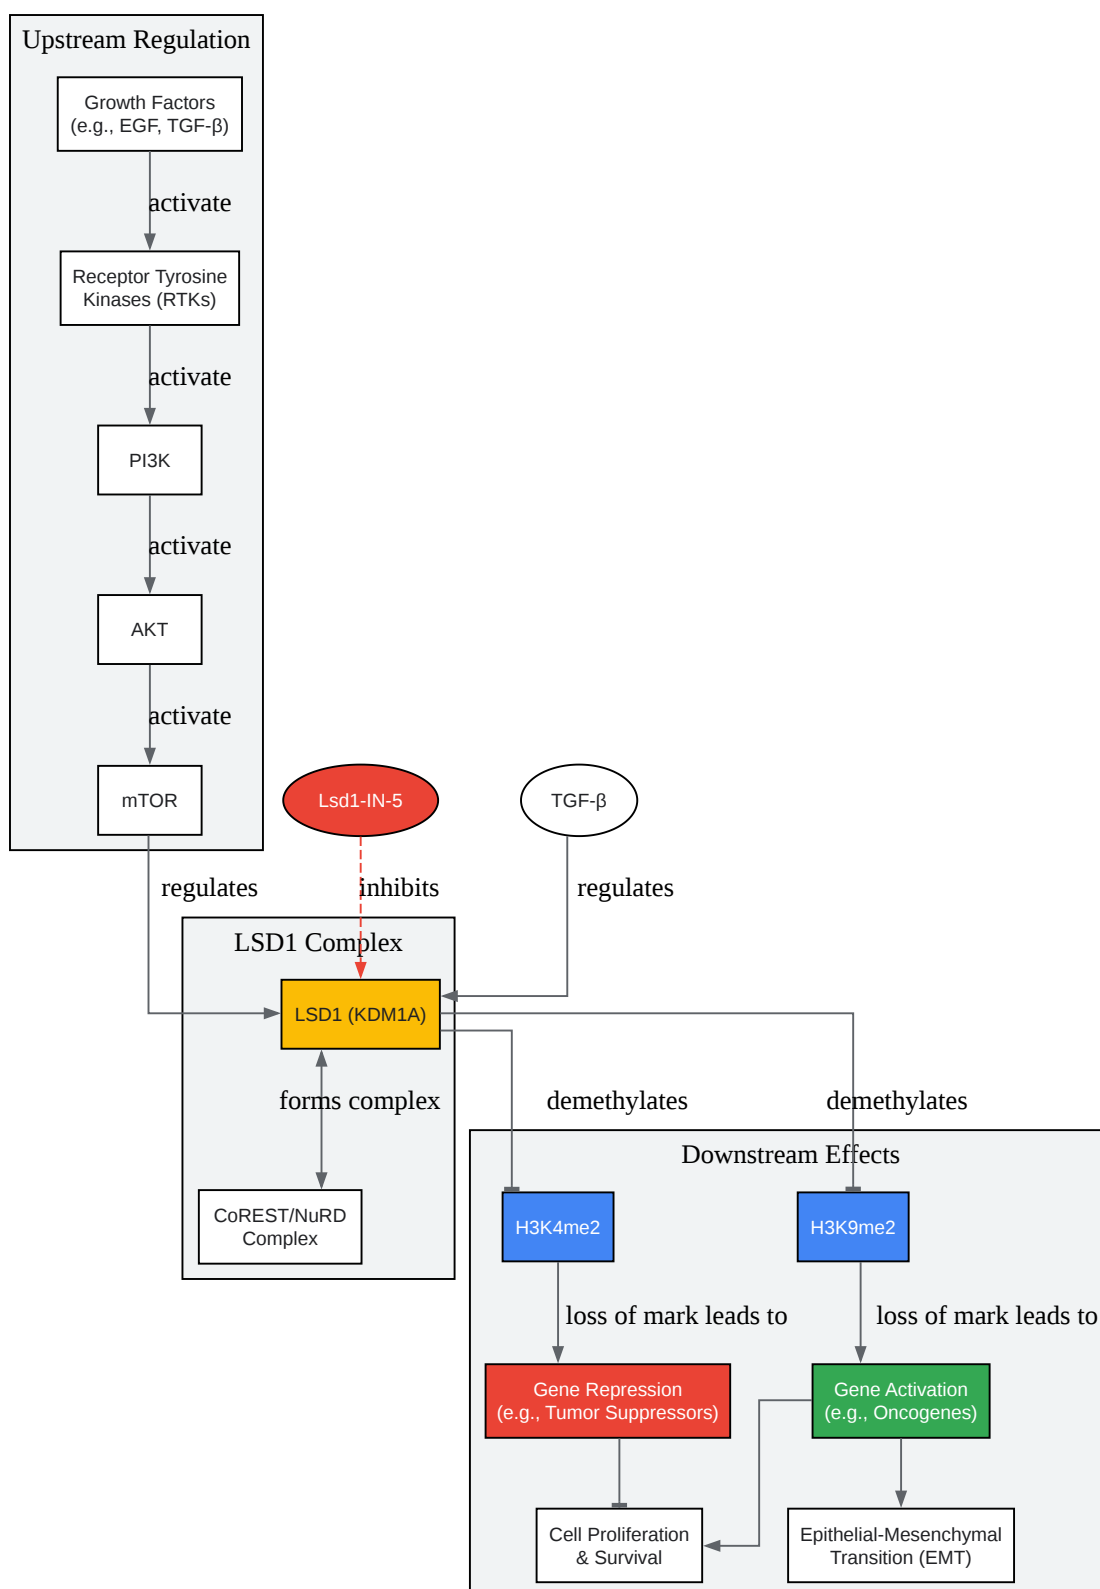 Upstream Regulation
Growth Factors
(e.g., EGF, TGF-β)
activate
Receptor Tyrosine
Kinases (RTKs)
activate
PI3K
activate
AKT
activate
mTOR
Lsd1-IN-5
TGF-β
regulates
inhibits
regulates
LSD1 Complex
LSD1 (KDM1A)
forms complex
demethylates
demethylates
CoREST/NuRD
Complex
Downstream Effects
H3K4me2
H3K9me2
loss of mark leads to
loss of mark leads to
Gene Repression
(e.g., Tumor Suppressors)
Gene Activation
(e.g., Oncogenes)
Cell Proliferation
& Survival
Epithelial-Mesenchymal
Transition (EMT)